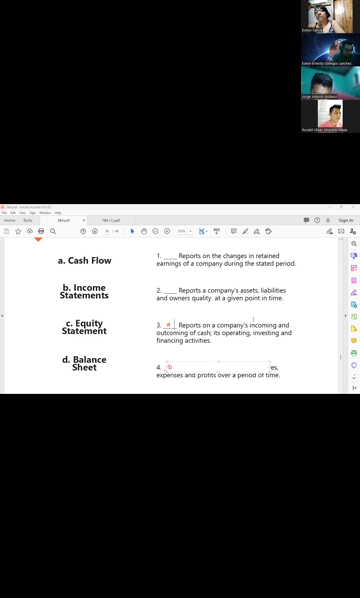 Home Tools
Sign In
a. Cash Flow
1. ____ Reports on the changes in retained
earnings of a company during the stated period.
b. Income
Statements
2. ____ Reports a company's assets, liabilities
and owners quality at a given point in time.
c. Equity
Statement
3. a Reports on a company's incoming and
outcoming of cash; its operating, investing and
financing activities.
d. Balance
Sheet
4. b es,
expenses and profits over a period of time.